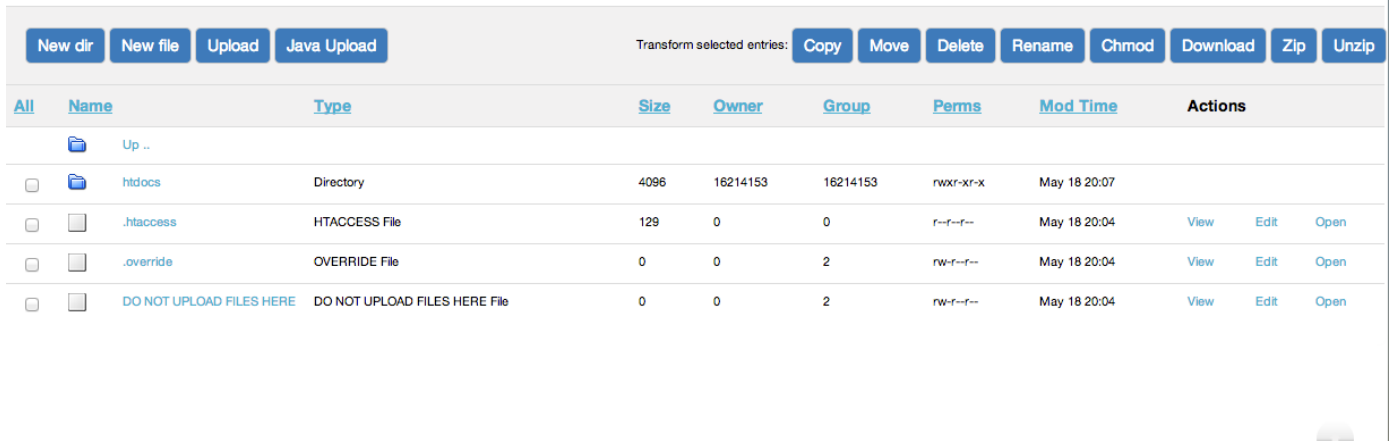 New dir New file Upload Java Upload Transform selected entries: Copy Move Delete Rename Chmod Download Zip Unzip
All Name Type Size Owner Group Perms Mod Time Actions
Up ..
htdocs Directory 4096 16214153 16214153 rwxr-xr-x May 18 20:07
.htaccess HTACCESS File 129 0 0 r--r--r-- May 18 20:04 View Edit Open
.override OVERRIDE File 0 0 2 rw-r--r-- May 18 20:04 View Edit Open
DO NOT UPLOAD FILES HERE DO NOT UPLOAD FILES HERE File 0 0 2 rw-r--r-- May 18 20:04 View Edit Open